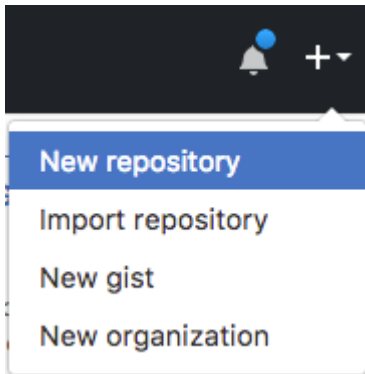 New repository
Import repository
New gist
New organization